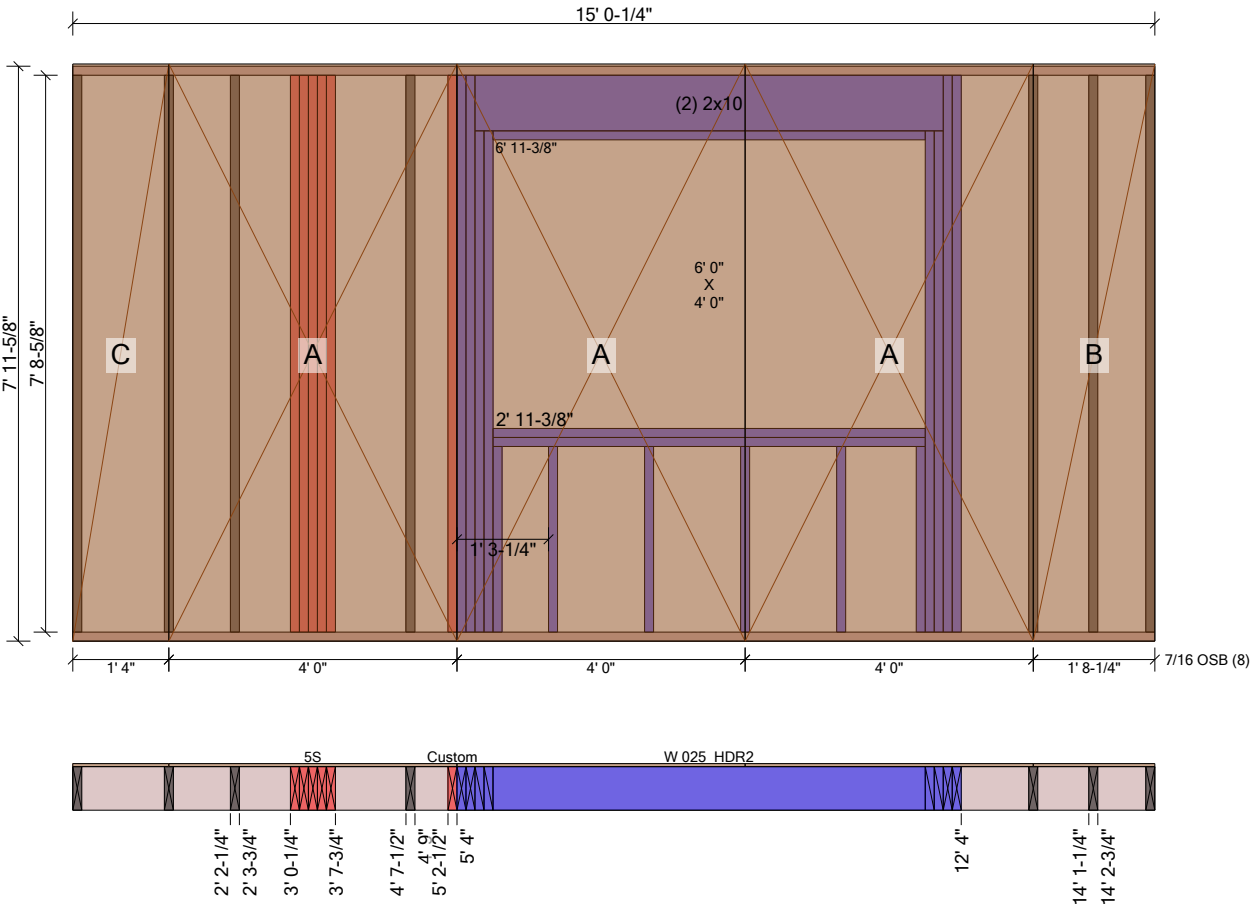 15' 0-1/4"
(2) 2x10
6' 11-3/8"
6' 0"
X
4' 0"
7' 11-5/8"
7' 8-5/8"
C
A
A
A
B
2' 11-3/8"
1' 3-1/4"
1' 4"
4' 0"
4' 0"
4' 0"
1' 8-1/4"
7/16 OSB (8)
5S
Custom
W 025 HDR2
2' 2-1/4"
2' 3-3/4"
3' 0-1/4"
3' 7-3/4"
4' 7-1/2"
4' 9"
5' 2-1/2"
5' 4"
12' 4"
14' 1-1/4"
14' 2-3/4"